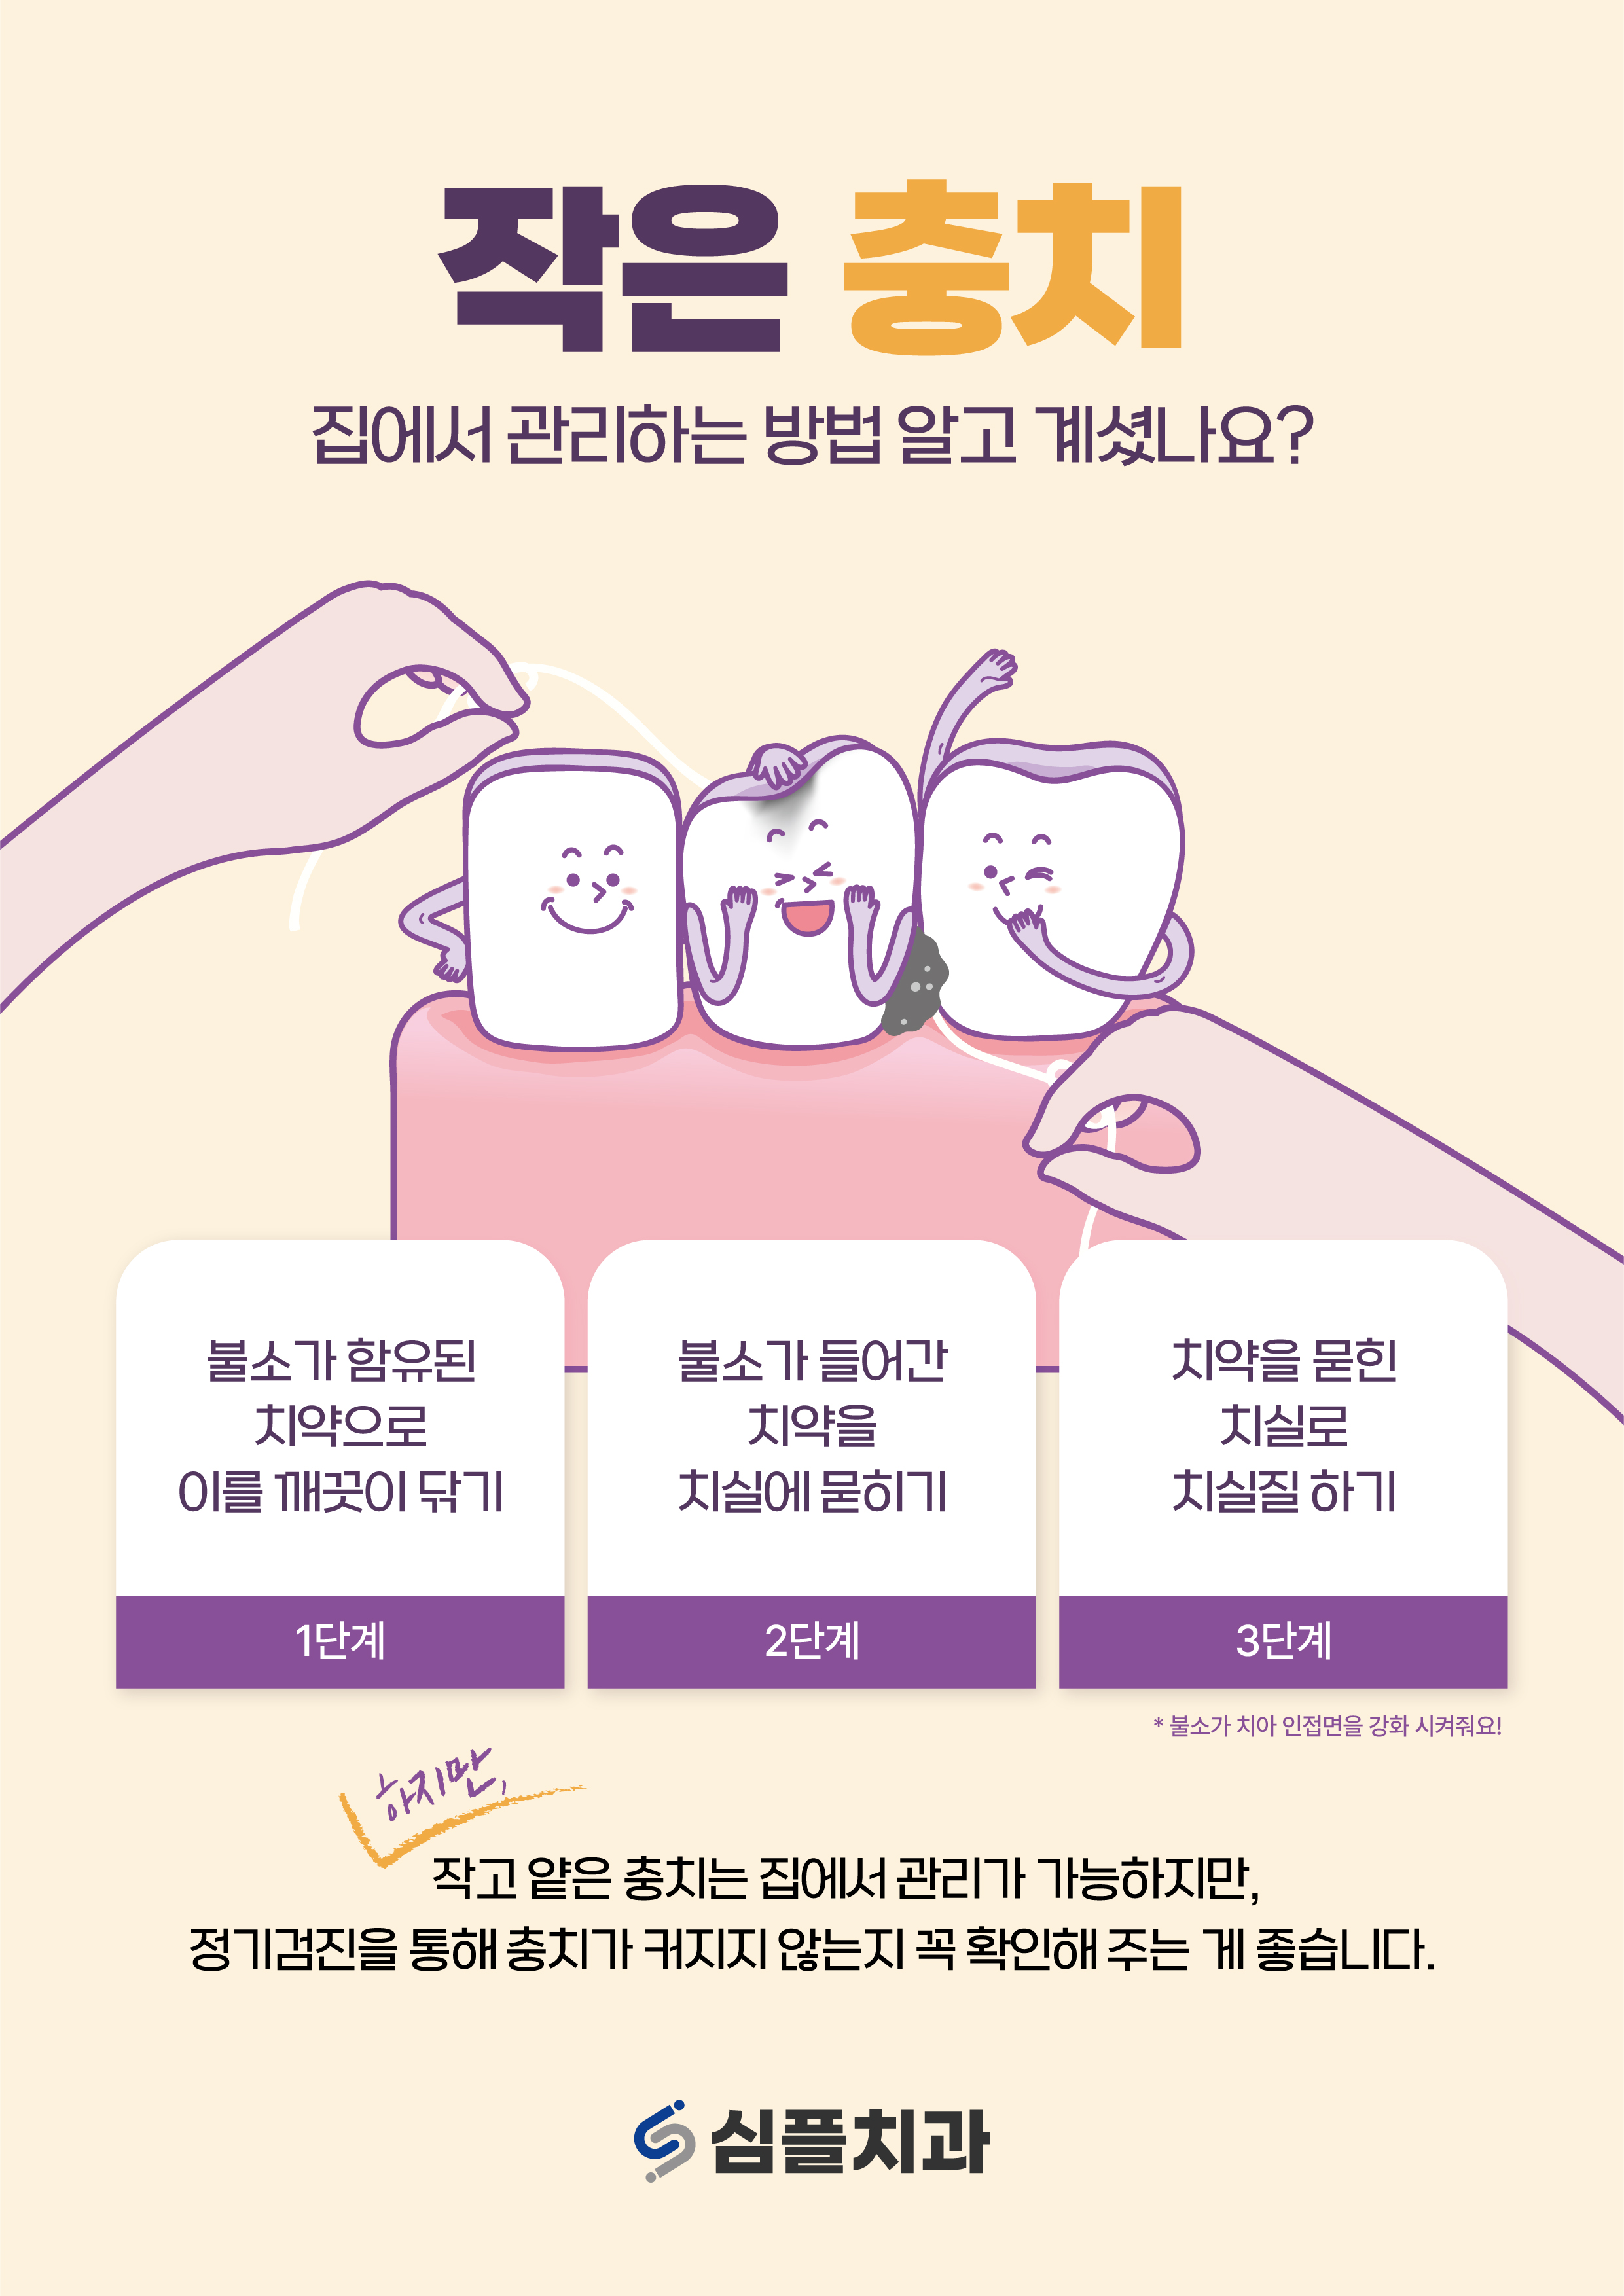 작은 충치
집에서 관리하는 방법 알고 계셨나요?
불소가 함유된
치약으로
이를 깨끗이 닦기
1단계
불소가 들어간
치약을
치실에 묻히기
2단계
치약을 묻힌
치실로
치실질 하기
3단계
* 불소가 치아 인접면을 강화 시켜줘요!
하지만,
작고 얕은 충치는 집에서 관리가 가능하지만,
정기검진을 통해 충치가 커지지 않는지 꼭 확인해 주는 게 좋습니다.
심플치과